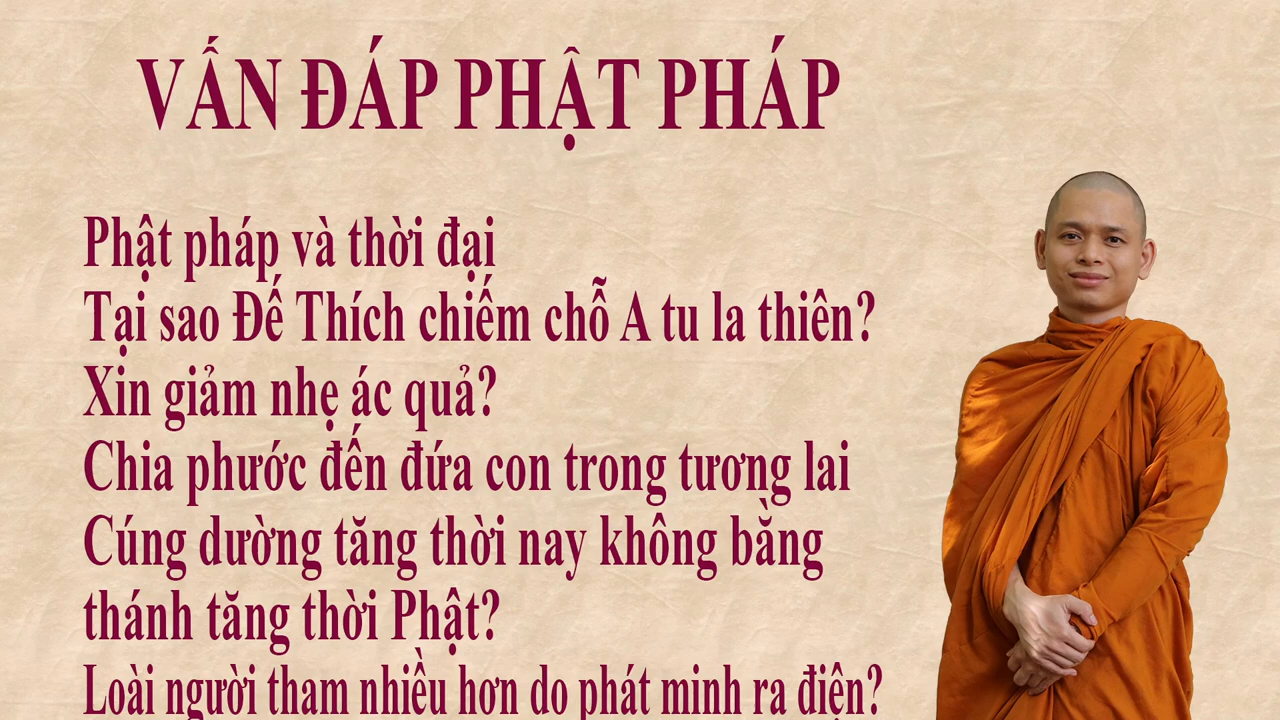 VẤN ĐÁP PHẬT PHÁP
Phật pháp và thời đại
Tại sao Đế Thích chiếm chỗ A tu la thiên?
Xin giảm nhẹ ác quả?
Chia phước đến đứa con trong tương lai
Cúng dường tăng thời nay không bằng
thánh tăng thời Phật?
Loài người tham nhiều hơn do phát minh ra điện?